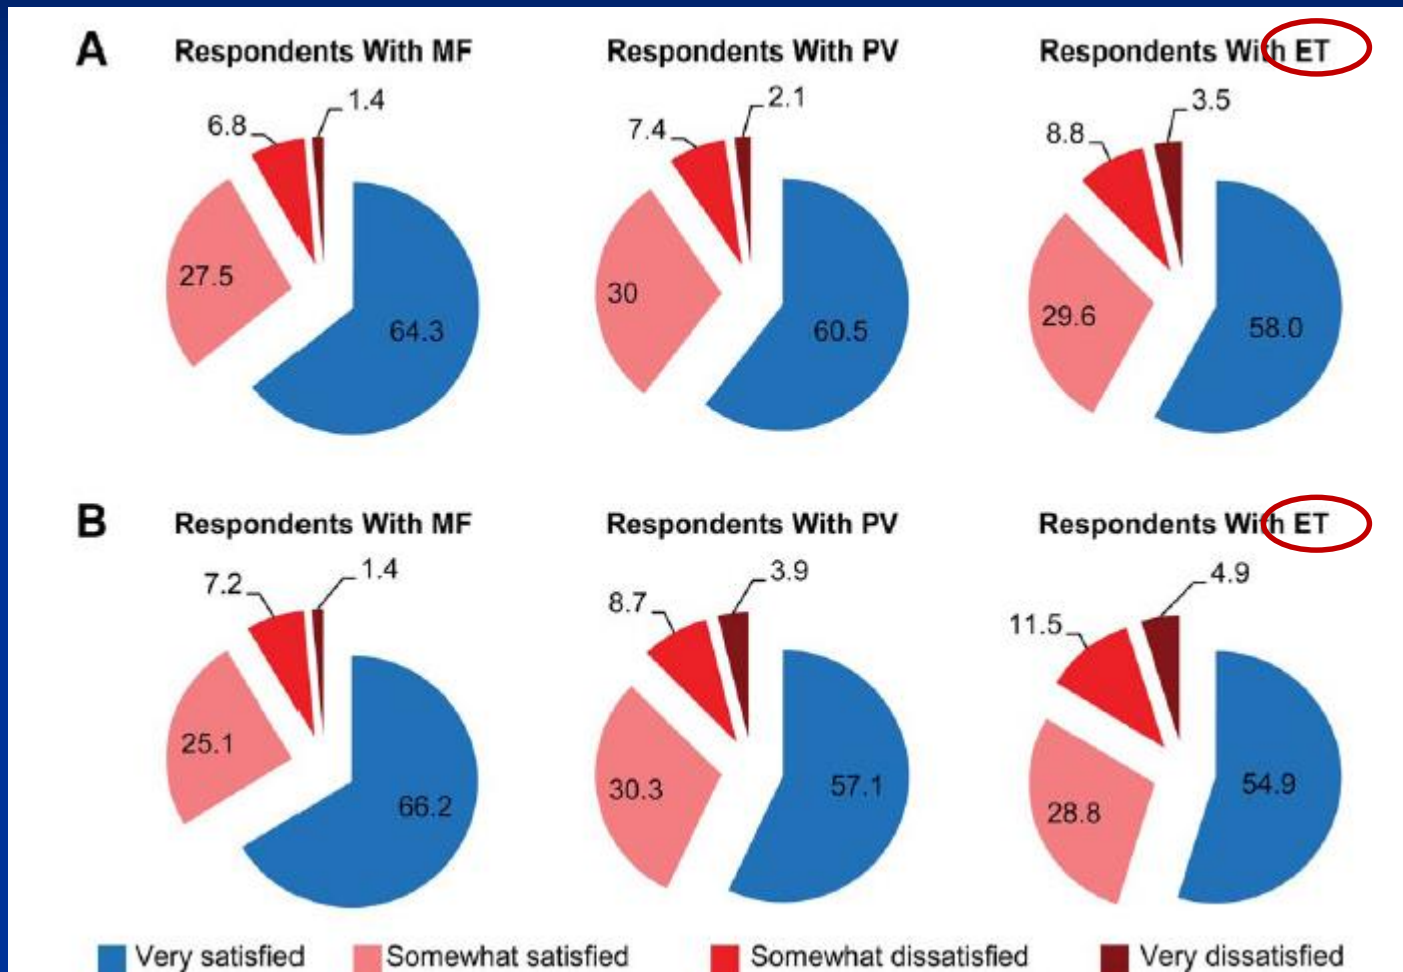 A
Respondents With MF
Respondents With PV
Respondents With ET
1.4
6.8
27.5
64.3
2.1
7.4
30
60.5
3.5
8.8
29.6
58.0
B
Respondents With MF
Respondents With PV
Respondents With ET
1.4
7.2
25.1
66.2
3.9
8.7
30.3
57.1
4.9
11.5
28.8
54.9
Very satisfied
Somewhat satisfied
Somewhat dissatisfied
Very dissatisfied